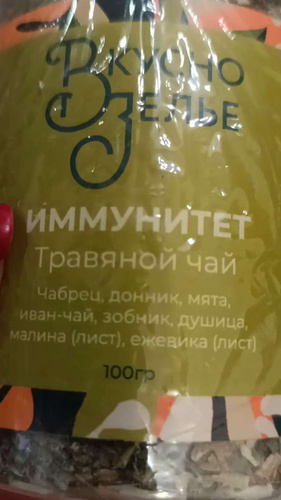 Вкусно
Зелье
ИММУНИТЕТ
Травяной чай
Чабрец, донник, мята,
иван-чай, зобник, душица,
малина (лист), ежевика (лист)
100гр